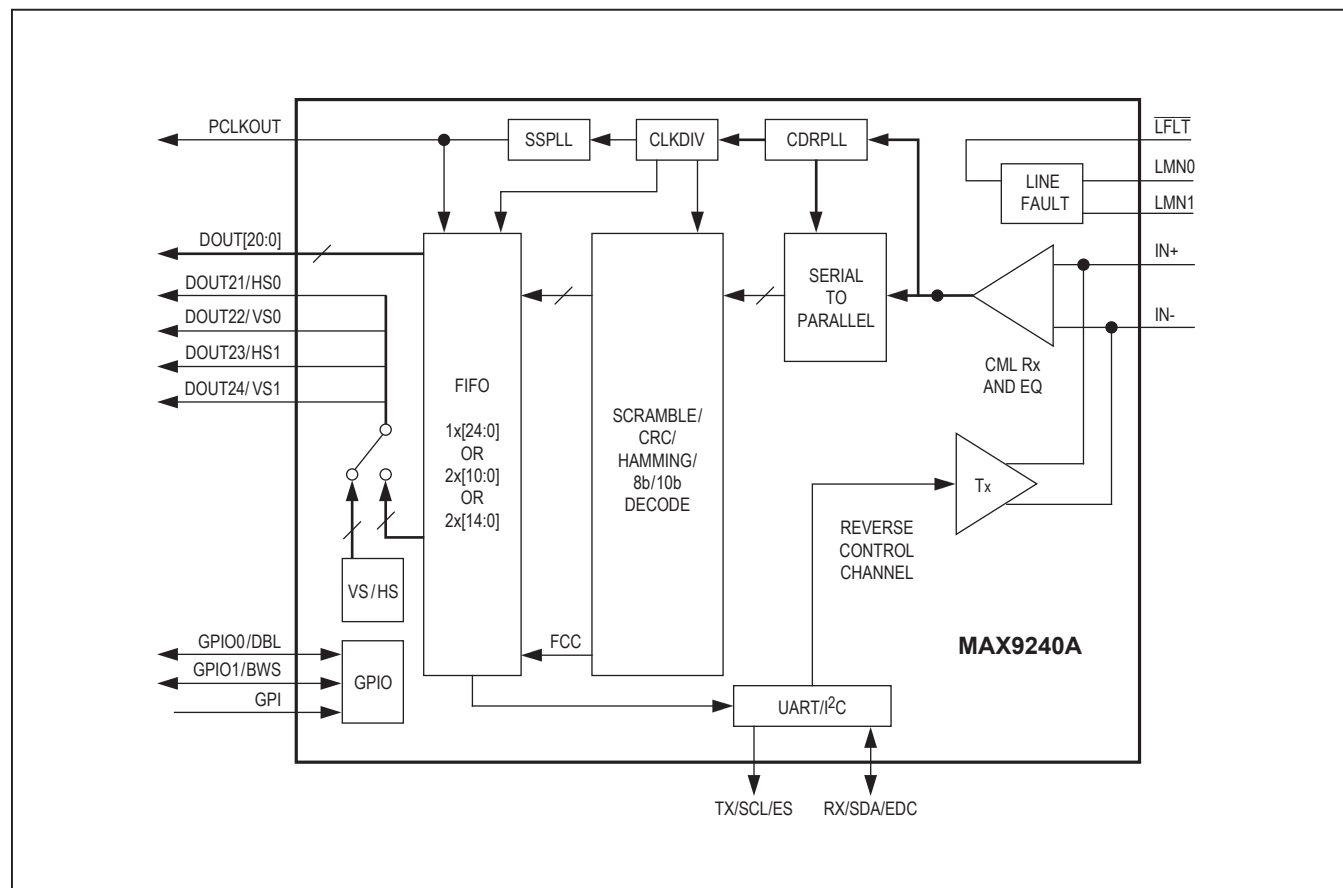 PCLKOUT
SSPLL
CLKDIV
CDRPLL
LFLT
LINE
FAULT
LMN0
LMN1
DOUT[20:0]
DOUT21/HS0
DOUT22/VS0
DOUT23/HS1
DOUT24/VS1
IN+
IN-
SERIAL
TO
PARALLEL
CML Rx
AND EQ
FIFO
1x[24:0]
OR
2x[10:0]
OR
2x[14:0]
SCRAMBLE/
CRC/
HAMMING/
8b/10b
DECODE
Tx
REVERSE
CONTROL
CHANNEL
VS/HS
FCC
MAX9240A
GPIO0/DBL
GPIO1/BWS
GPI
GPIO
UART/I²C
TX/SCL/ES
RX/SDA/EDC